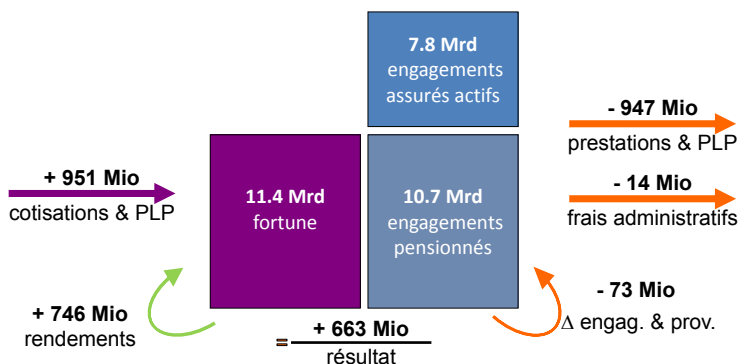 7.8 Mrd
engagements
assurés actifs
- 947 Mio
prestations & PLP
+ 951 Mio
cotisations & PLP
11.4 Mrd
fortune
10.7 Mrd
engagements
pensionnés
- 14 Mio
frais administratifs
+ 746 Mio
rendements
- 73 Mio
Δ engag. & prov.
= + 663 Mio
résultat